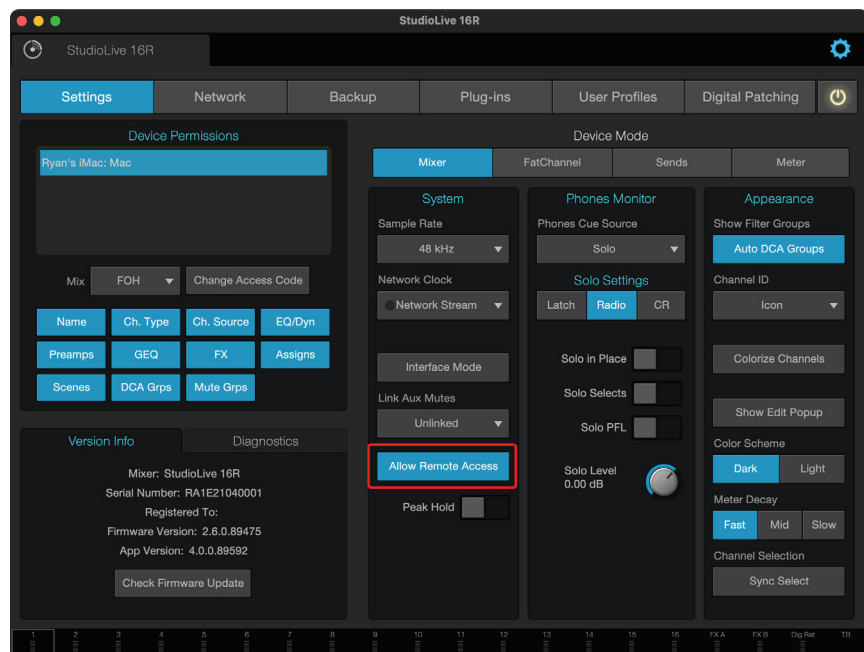 StudioLive 16R
StudioLive 16R
Settings
Network
Backup
Plug-ins
User Profiles
Digital Patching
Device Permissions
Ryan's iMac: Mac
Mix
FOH
Change Access Code
Name
Ch. Type
Ch. Source
EQ/Dyn
Preamps
GEQ
FX
Assigns
Scenes
DCA Grps
Mute Grps
Version Info
Diagnostics
Mixer: StudioLive 16R
Serial Number: RA1E21040001
Registered To:
Firmware Version: 2.6.0.89475
App Version: 4.0.0.89592
Check Firmware Update
Device Mode
Mixer
FatChannel
Sends
Meter
System
Sample Rate
48 kHz
Network Clock
Network Stream
Interface Mode
Link Aux Mutes
Unlinked
Allow Remote Access
Peak Hold
Phones Monitor
Phones Cue Source
Solo
Solo Settings
Latch
Radio
CR
Solo in Place
Solo Selects
Solo PFL
Solo Level
0.00 dB
Appearance
Show Filter Groups
Auto DCA Groups
Channel ID
Icon
Colorize Channels
Show Edit Popup
Color Scheme
Dark
Light
Meter Decay
Fast
Mid
Slow
Channel Selection
Sync Select
1 2 3 4 5 6 7 8 9 10 11 12 13 14 15 16 FX A FX B Dig Ret TB